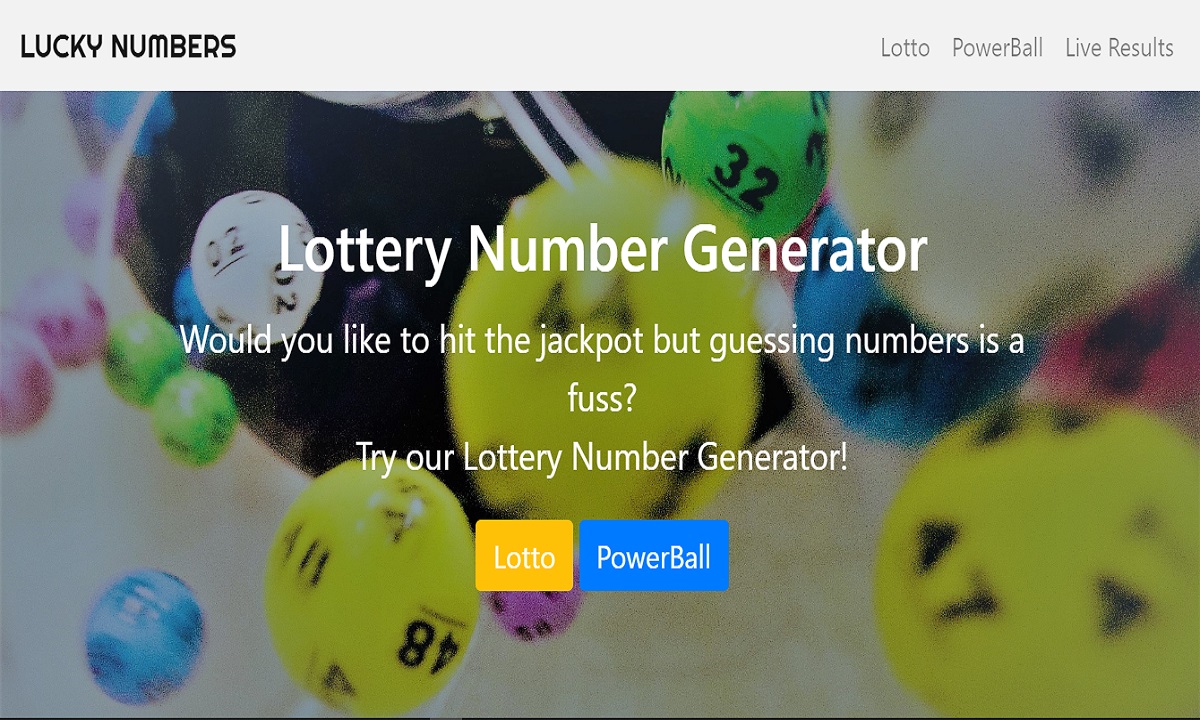 LUCKY NUMBERS
Lotto PowerBall Live Results
32
Lottery Number Generator
Would you like to hit the jackpot but guessing numbers is a
fuss?
Try our Lottery Number Generator!
Lotto PowerBall
48